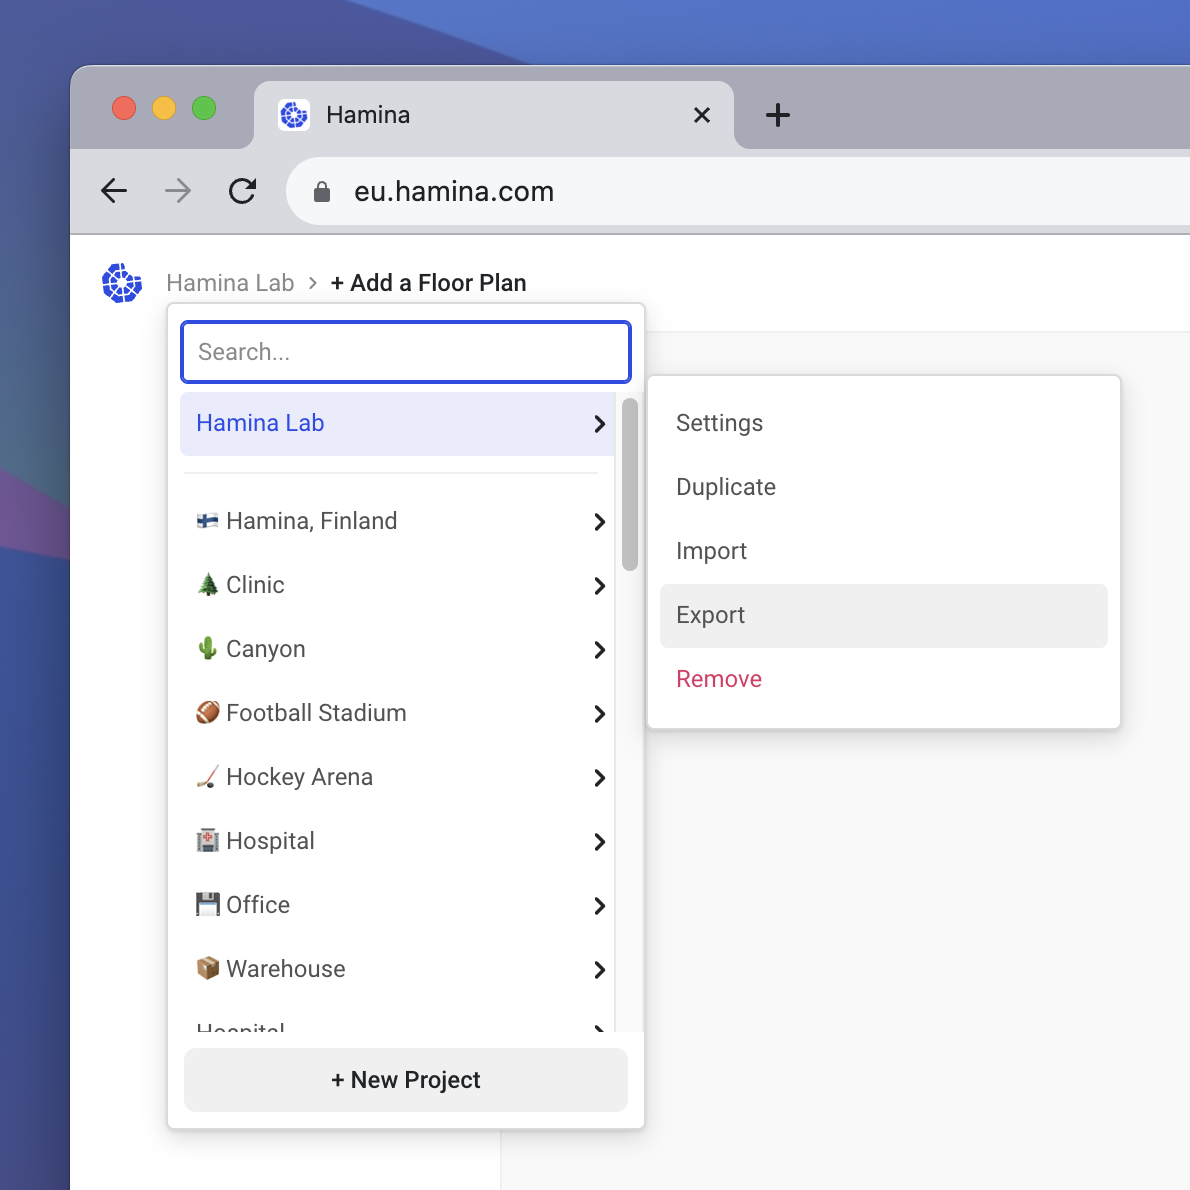 Hamina
eu.hamina.com
Hamina Lab > + Add a Floor Plan
Search...
Hamina Lab
Hamina, Finland
Clinic
Canyon
Football Stadium
Hockey Arena
Hospital
Office
Warehouse
Hospital
+ New Project
Settings
Duplicate
Import
Export
Remove